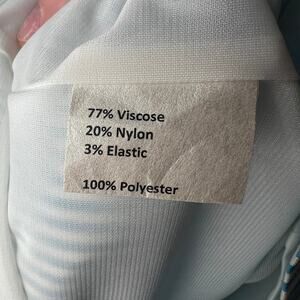 77% Viscose
20% Nylon
3% Elastic
100% Polyester